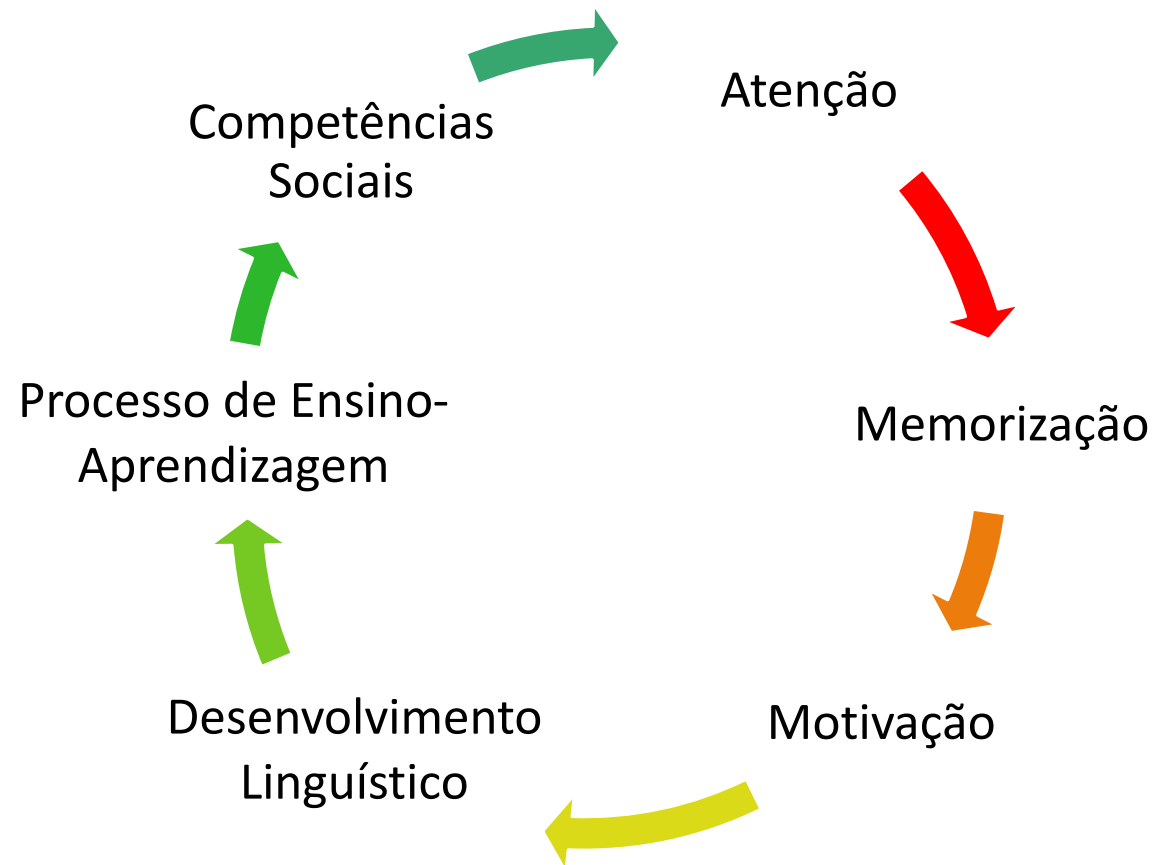 Atenção
Memorização
Motivação
Desenvolvimento
Linguístico
Processo de Ensino-
Aprendizagem
Competências
Sociais